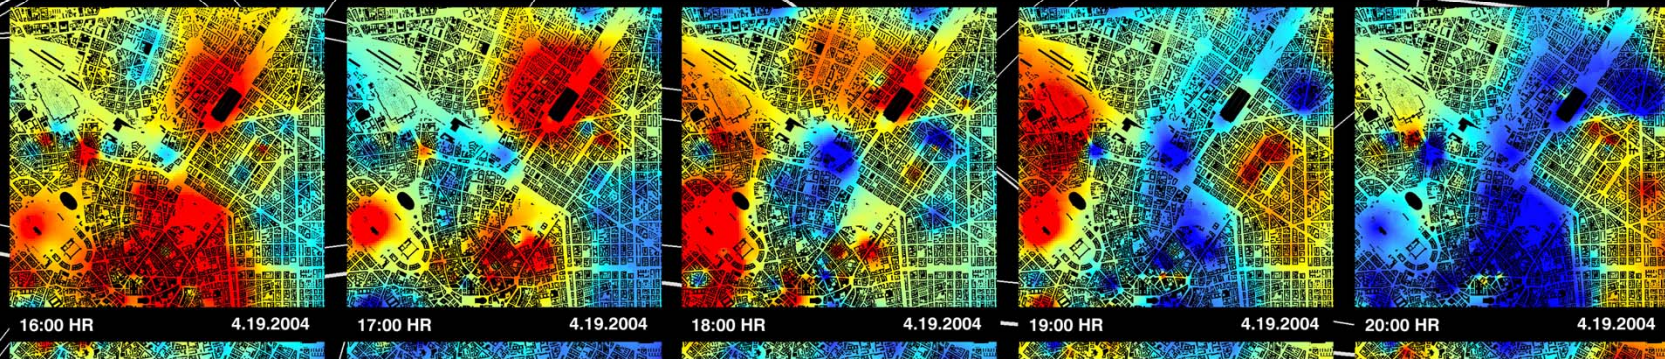 16:00 HR 4.19.2004
17:00 HR 4.19.2004
18:00 HR 4.19.2004
19:00 HR 4.19.2004
20:00 HR 4.19.2004